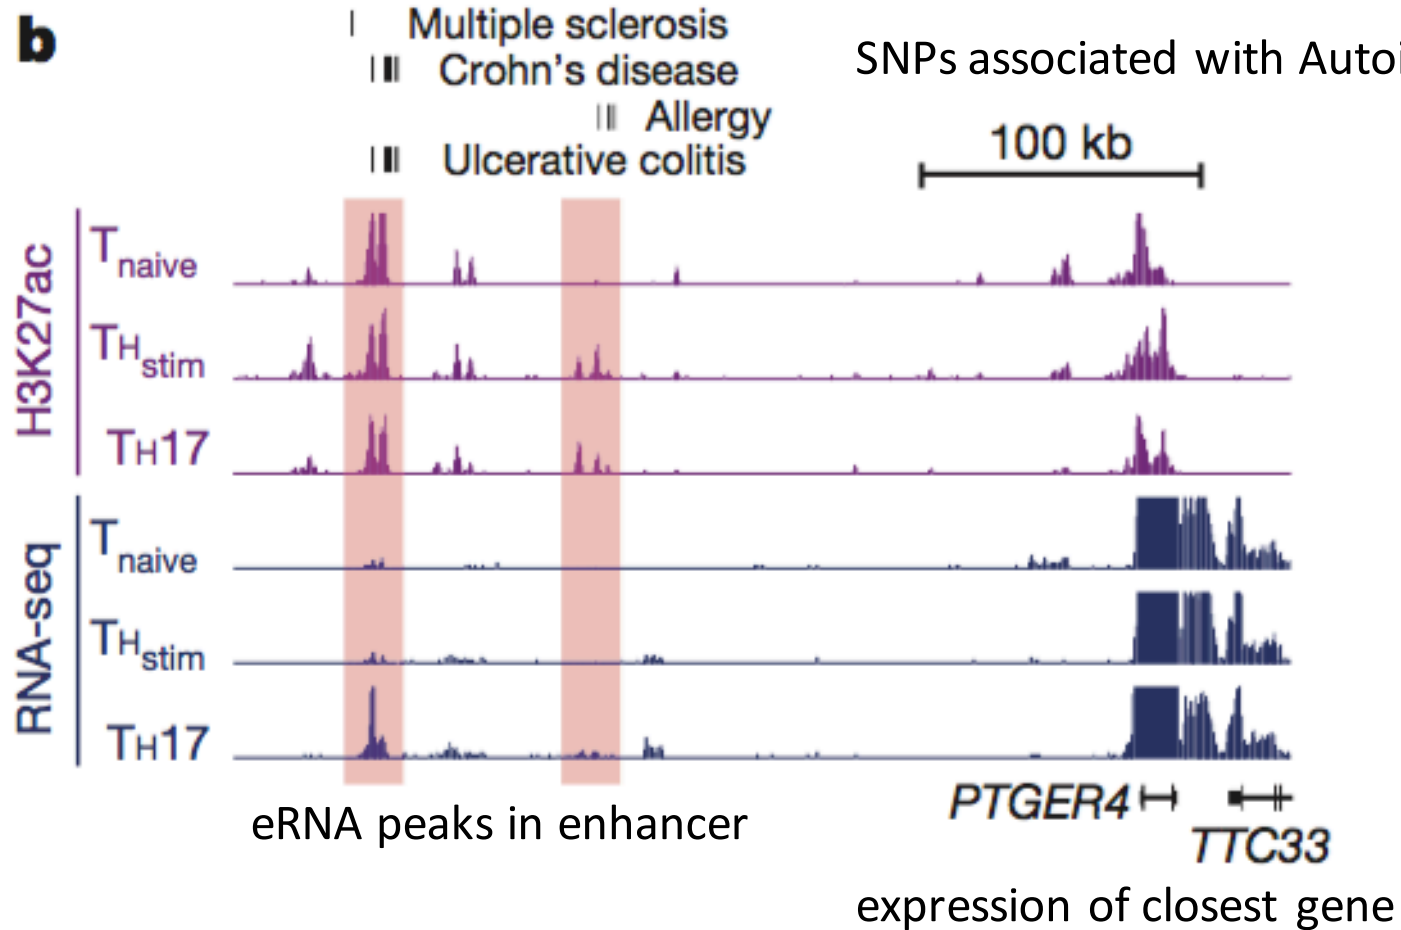 b
Multiple sclerosis
SNPs associated with Autoi
Crohn's disease
Allergy
100 kb
Ulcerative colitis
H3K27ac
Tnaive
THstim
TH17
RNA-seq
Tnaive
THstim
TH17
PTGER4
eRNA peaks in enhancer
TTC33
expression of closest gene